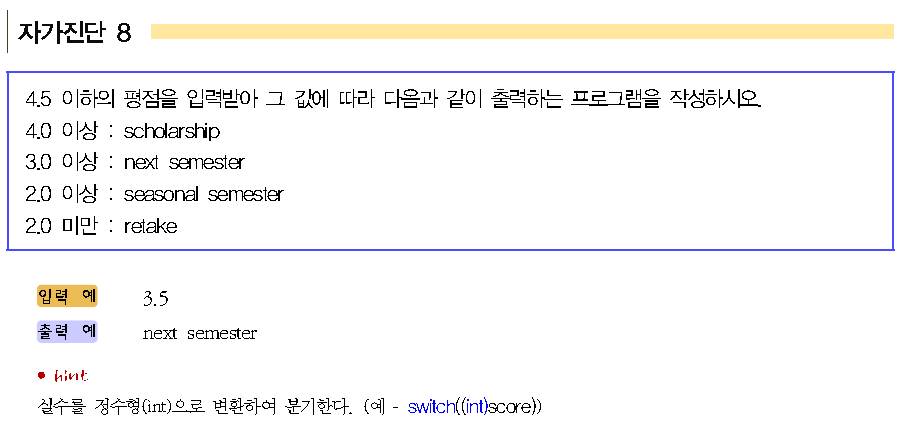 자가진단 8
4.5 이하의 평점을 입력받아 그 값에 따라 다음과 같이 출력하는 프로그램을 작성하시오.
4.0 이상 : scholarship
3.0 이상 : next semester
2.0 이상 : seasonal semester
2.0 미만 : retake
입력 예 3.5
출력 예 next semester
• hint
실수를 정수형(int)으로 변환하여 분기한다. (예 - switch((int)score))